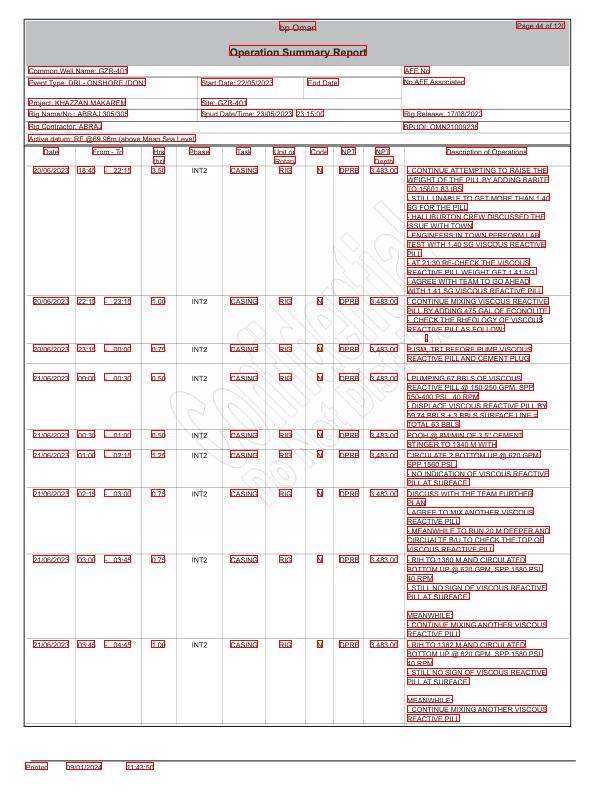 bp Oman
Page 44 of 120
Operation Summary Report
Common Well Name: GZR-401
AFE No
Event Type: DRL- ONSHORE (DON)
Start Date: 22/05/2023
End Date:
No AFE Associated
Project: KHAZZAN MAKAREM
Site: GZR-401
Rig Name/No.: ABRAJ 305/305
Spud Date/Time: 23/05/2023 23:15:00
Rig Release: 17/08/2023
Rig Contractor: ABRAJ
BPUOI: OMN21009236
Active datum: RF @69.96m (above Mean Sea Level)
Date From - To Hrs (hr) Phase Task Unit or Rotary Code NPT NPT Depth Description of Operations
20/06/2023 18:45 - 22:15 3.50 INT2 CASING RIG N DPRB 3,483.00 - CONTINUE ATTEMPTING TO RAISE THE
WEIGHT OF THE PILL BY ADDING BARITE
TO 15601.83 lBS
- STILL UNABLE TO GET MORE THAN 1.40
SG FOR THE PILL
- HALLIBURTON CREW DISCUSSED THE
ISSUE WITH TOWN
- ENGINEERS IN TOWN PERFORM LAB
TEST WITH 1.40 SG VISCOUS REACTIVE
PILL
- AT 21:30 RE-CHECK THE VISCOUS
REACTIVE PILL WEIGHT GET 1.41 SG
- AGREE WITH TEAM TO GO AHEAD
WITH 1.41 SG VISCOUS REACTIVE PILL
20/06/2023 22:15 - 23:15 1.00 INT2 CASING RIG N DPRB 3,483.00 - CONTINUE MIXING VISCOUS REACTIVE
PILL BY ADDING 475 GAL OF ECONOLITE
- CHECK THE RHEOLOGY OF VISCOUS
REACTIVE PILL AS FOLLOW:
20/06/2023 23:15 - 00:00 0.75 INT2 CASING RIG N DPRB 3,483.00 PJSM, TBT BEFORE PUMP VISCOUS
REACTIVE PILL AND CEMENT PLUG
21/06/2023 00:00 - 00:30 0.50 INT2 CASING RIG N DPRB 3,483.00 - PUMPING 67 BBLS OF VISCOUS
REACTIVE PILL @ 150-250 GPM, SPP
150-400 PSI, 40 RPM
- DISPLACE VISCOUS REACTIVE PILL BY
59.74 BBLS + 3 BBLS SURFACE LINE =
TOTAL 63 BBLS
21/06/2023 00:30 - 01:00 0.50 INT2 CASING RIG N DPRB 3,483.00 POOH @ 8M/MIN OF 3.5" CEMENT
STINGER TO 1340 M WITH
21/06/2023 01:00 - 02:15 1.25 INT2 CASING RIG N DPRB 3,483.00 CIRCULATE 2 BOTTOM UP @ 620 GPM,
SPP 1560 PSI
- NO INDICATION OF VISCOUS REACTIVE
PILL AT SURFACE
21/06/2023 02:15 - 03:00 0.75 INT2 CASING RIG N DPRB 3,483.00 DISCUSS WITH THE TEAM FURTHER
PLAN
- AGREE TO MIX ANOTHER VISCOUS
REACTIVE PILL
- MEANWHILE TO RUN 20 M DEEPER AND
CIRCUALTE B/U TO CHECK THE TOP OF
VISCOUS REACTIVE PILL
21/06/2023 03:00 - 03:45 0.75 INT2 CASING RIG N DPRB 3,483.00 - RIH TO 1360 M AND CIRCULATED
BOTTOM UP @ 620 GPM, SPP 1580 PSI,
40 RPM
- STILL NO SIGN OF VISCOUS REACTIVE
PILL AT SURFACE
MEANWHILE:
- CONTINUE MIXING ANOTHER VISCOUS
REACTIVE PILL
21/06/2023 03:45 - 04:45 1.00 INT2 CASING RIG N DPRB 3,483.00 - RIH TO 1382 M AND CIRCULATED
BOTTOM UP @ 620 GPM, SPP 1580 PSI,
40 RPM
- STILL NO SIGN OF VISCOUS REACTIVE
PILL AT SURFACE
MEANWHILE:
- CONTINUE MIXING ANOTHER VISCOUS
REACTIVE PILL
Confidential
Printed 09/01/2024 11:43:50